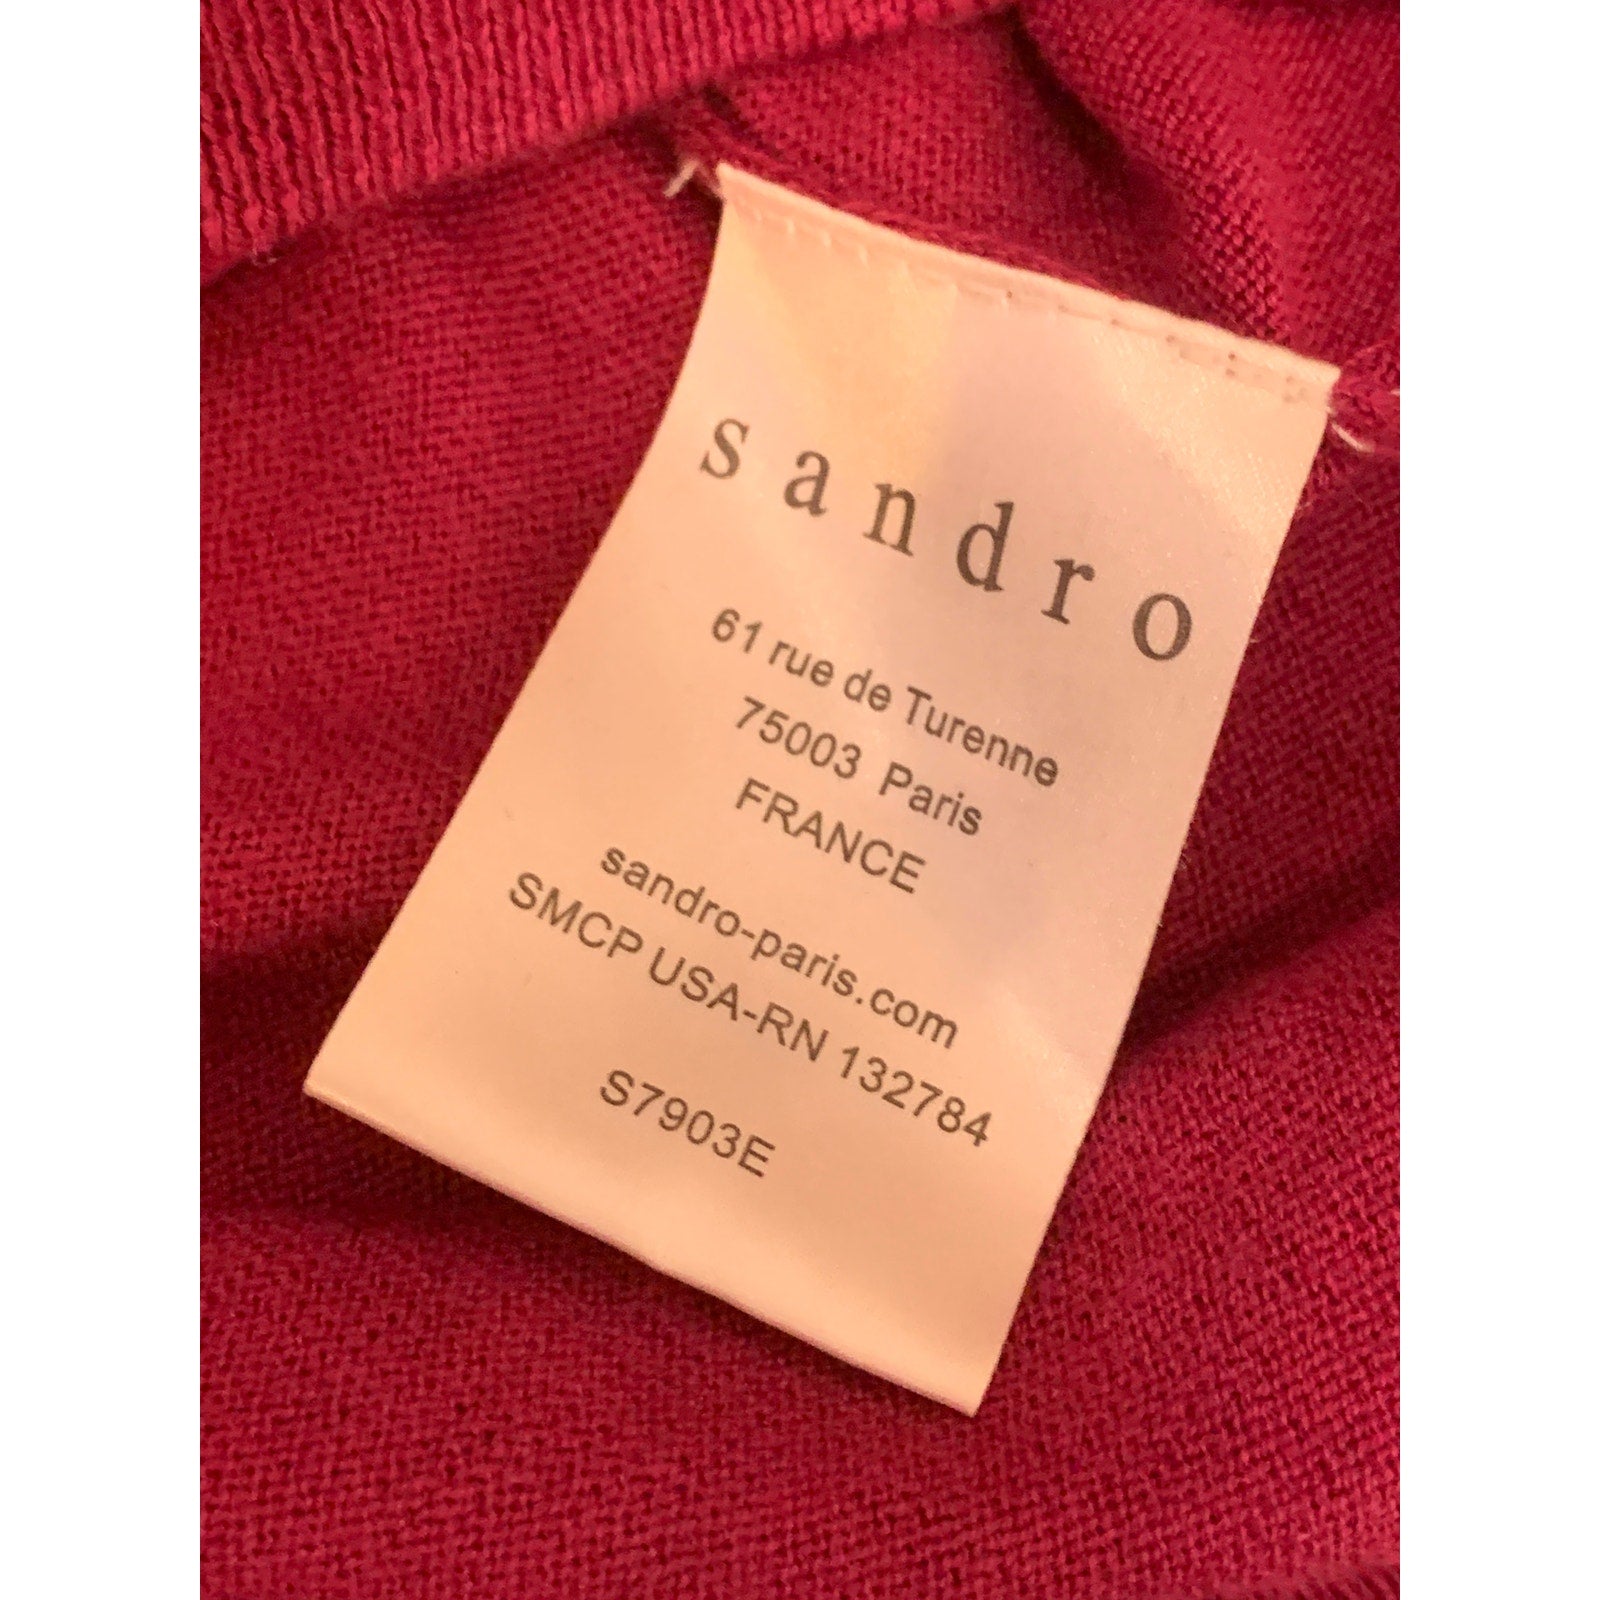 sandro
61 rue de Turenne
75003 Paris
FRANCE
sandro-paris.com
SMCP USA-RN 132784
S7903E